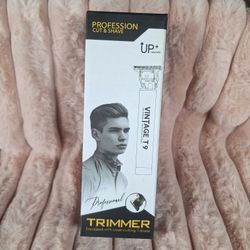 PROFESSION
CUT & SHAVE
UP+
VINTAGE T9
Professional
TRIMMER